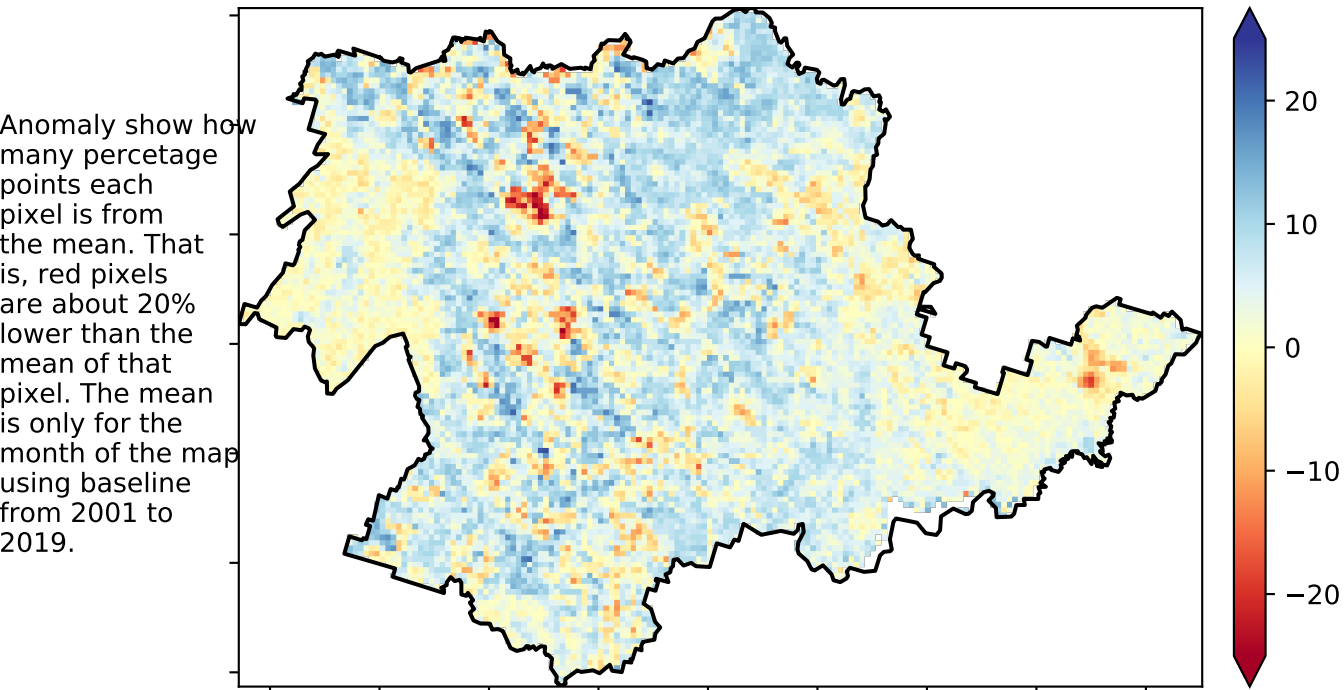 Anomaly show how
many percetage
points each
pixel is from
the mean. That
is, red pixels
are about 20%
lower than the
mean of that
pixel. The mean
is only for the
month of the map
using baseline
from 2001 to
2019.
20
10
0
−10
−20